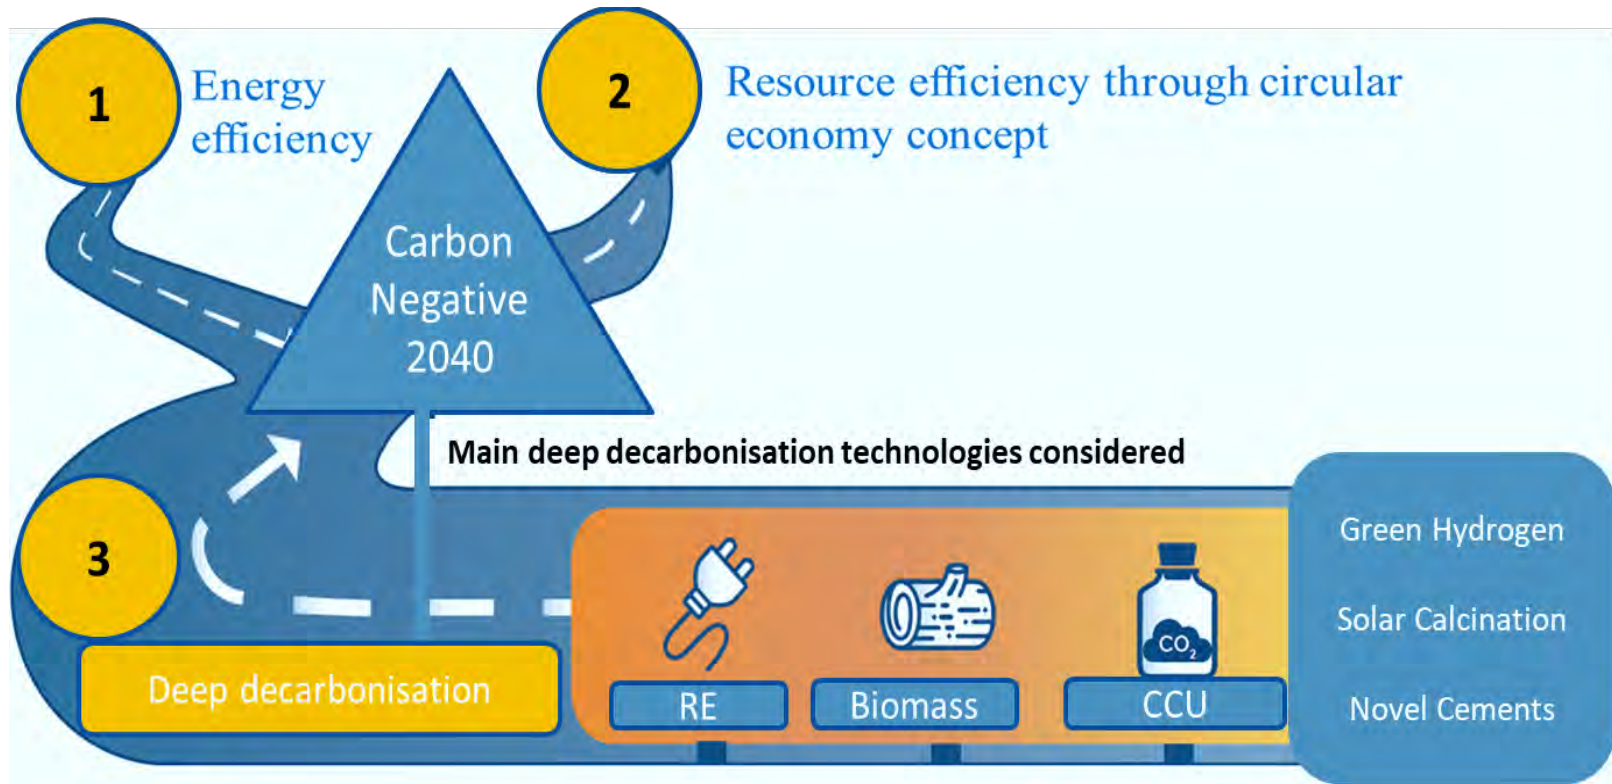 1
Energy
efficiency
2
Resource efficiency through circular
economy concept
Carbon
Negative
2040
Main deep decarbonisation technologies considered
3
Deep decarbonisation
RE
Biomass
CO₂
CCU
Green Hydrogen
Solar Calcination
Novel Cements